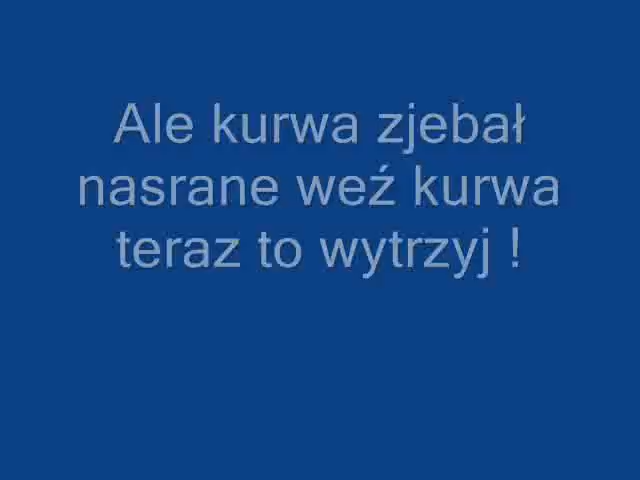 Ale kurwa zjebał
nasrane weź kurwa
teraz to wytrzyj !